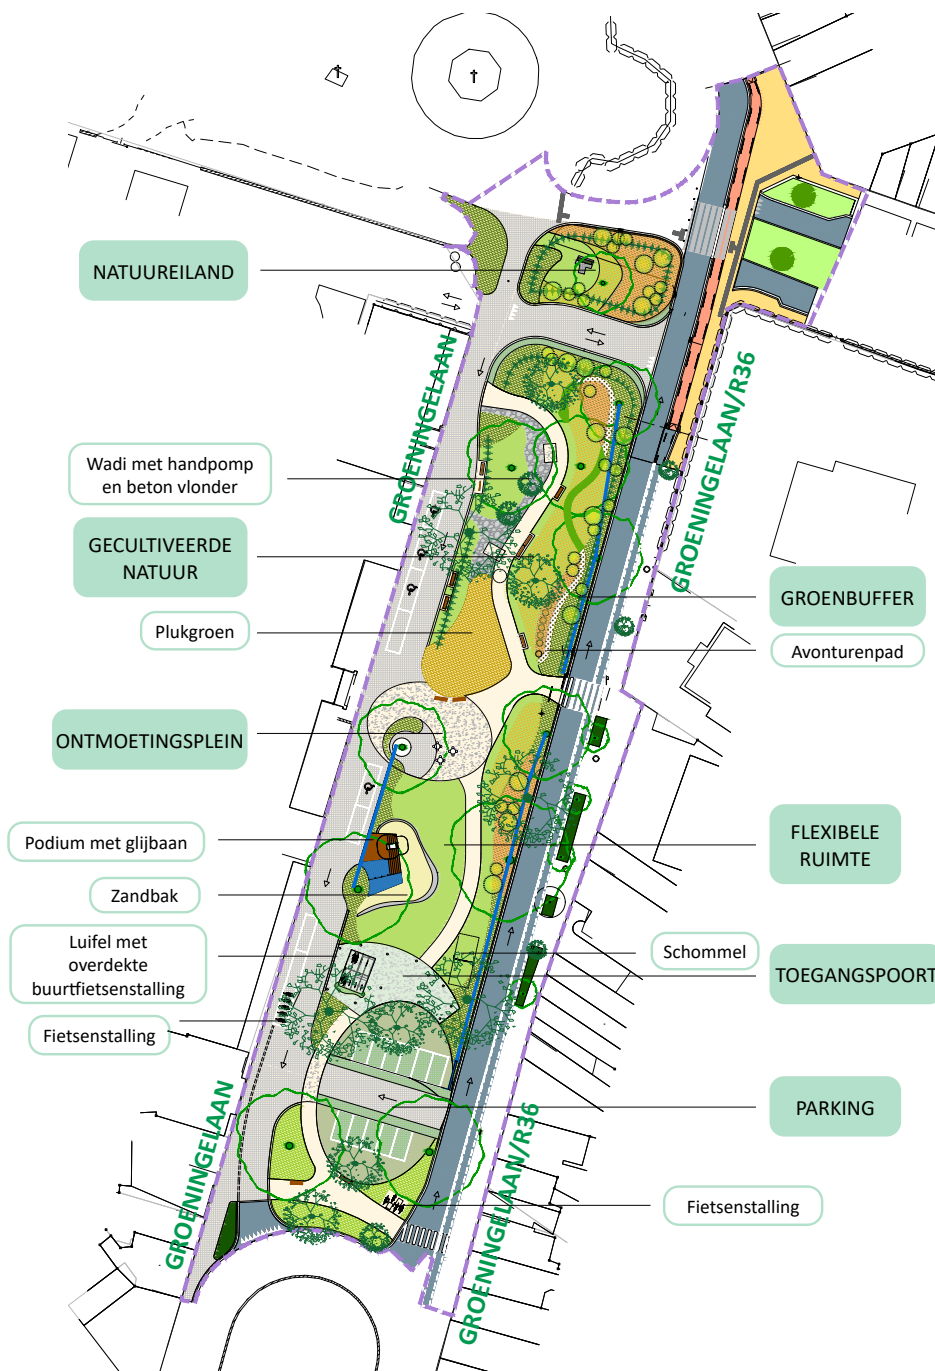 NATUUREILAND
GROENINGELAAN
GROENINGELAAN/R36
Wadi met handpomp
en beton vlonder
GECULTIVEERDE
NATUUR
GROENBUFFER
Plukgroen
Avonturenpad
ONTMOETINGSPLEIN
Podium met glijbaan
FLEXIBELE
RUIMTE
Zandbak
Luifel met
overdekte
buurtfietsenstalling
Schommel
TOEGANGSPOORT
Fietsenstalling
PARKING
GROENINGELAAN
GROENINGELAAN/R36
Fietsenstalling